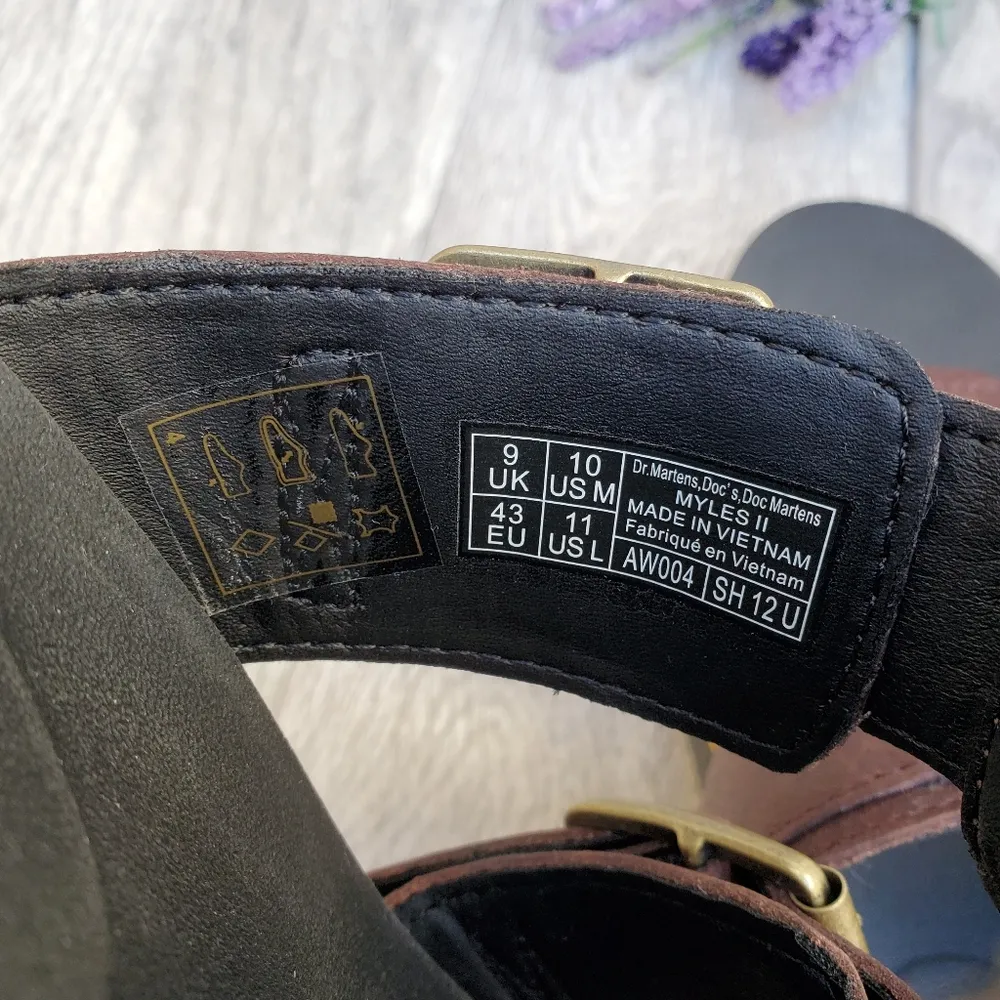 9
UK
10
US M
43
EU
11
US L
Dr.Martens,Doc's,Doc Martens
MYLES II
MADE IN VIETNAM
Fabriqué en Vietnam
AW004
SH 12 U